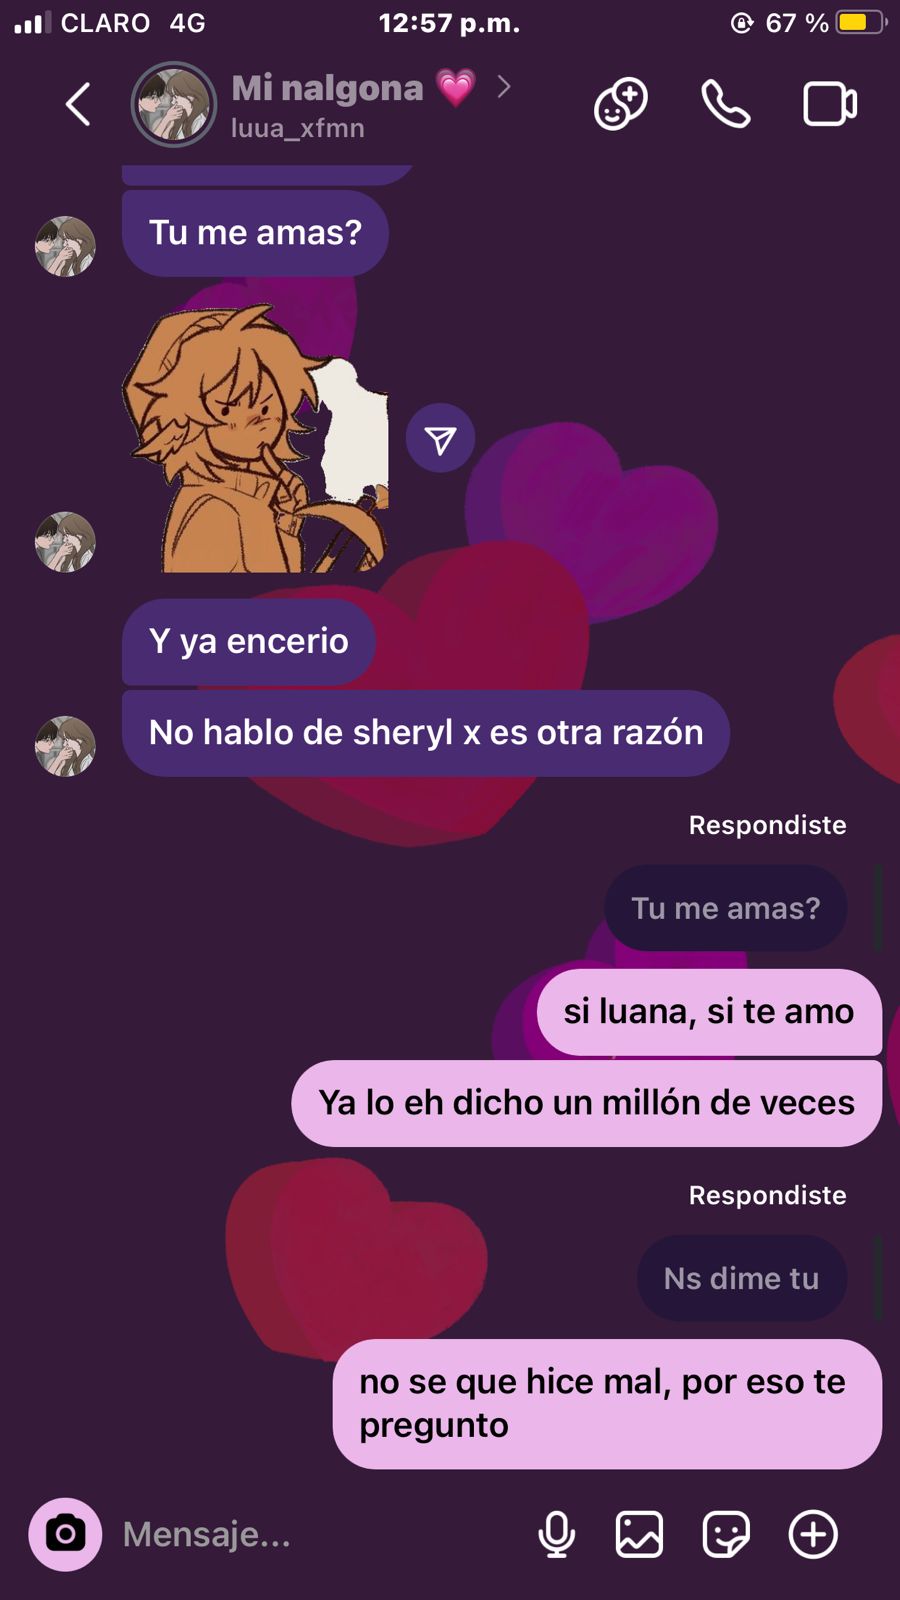 CLARO 4G
12:57 p.m.
67 %
Mi nalgona 💗
luua_xfmn
Tu me amas?
Y ya encerio
No hablo de sheryl x es otra razón
Respondiste
Tu me amas?
si luana, si te amo
Ya lo eh dicho un millón de veces
Respondiste
Ns dime tu
no se que hice mal, por eso te
pregunto
Mensaje...